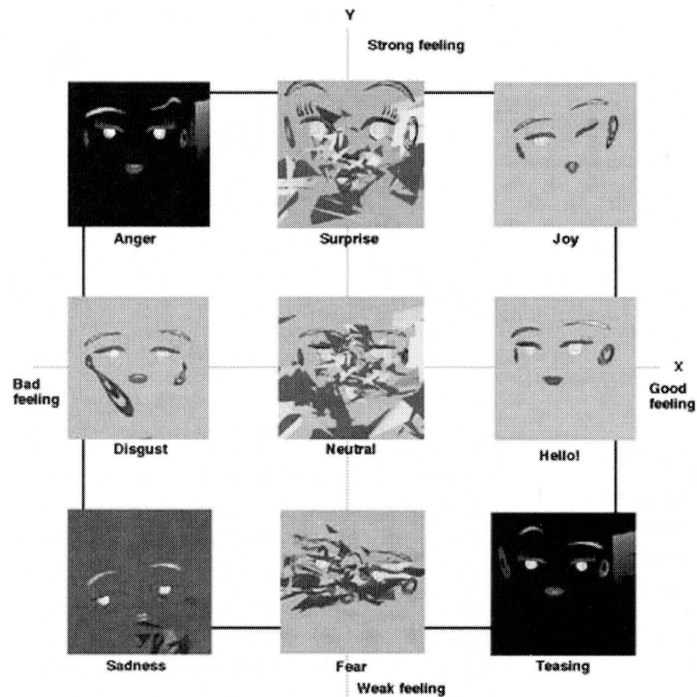 Y
Strong feeling
Anger
Surprise
Joy
X
Bad
feeling
Good
feeling
Disgust
Neutral
Hello!
Sadness
Fear
Teasing
Weak feeling